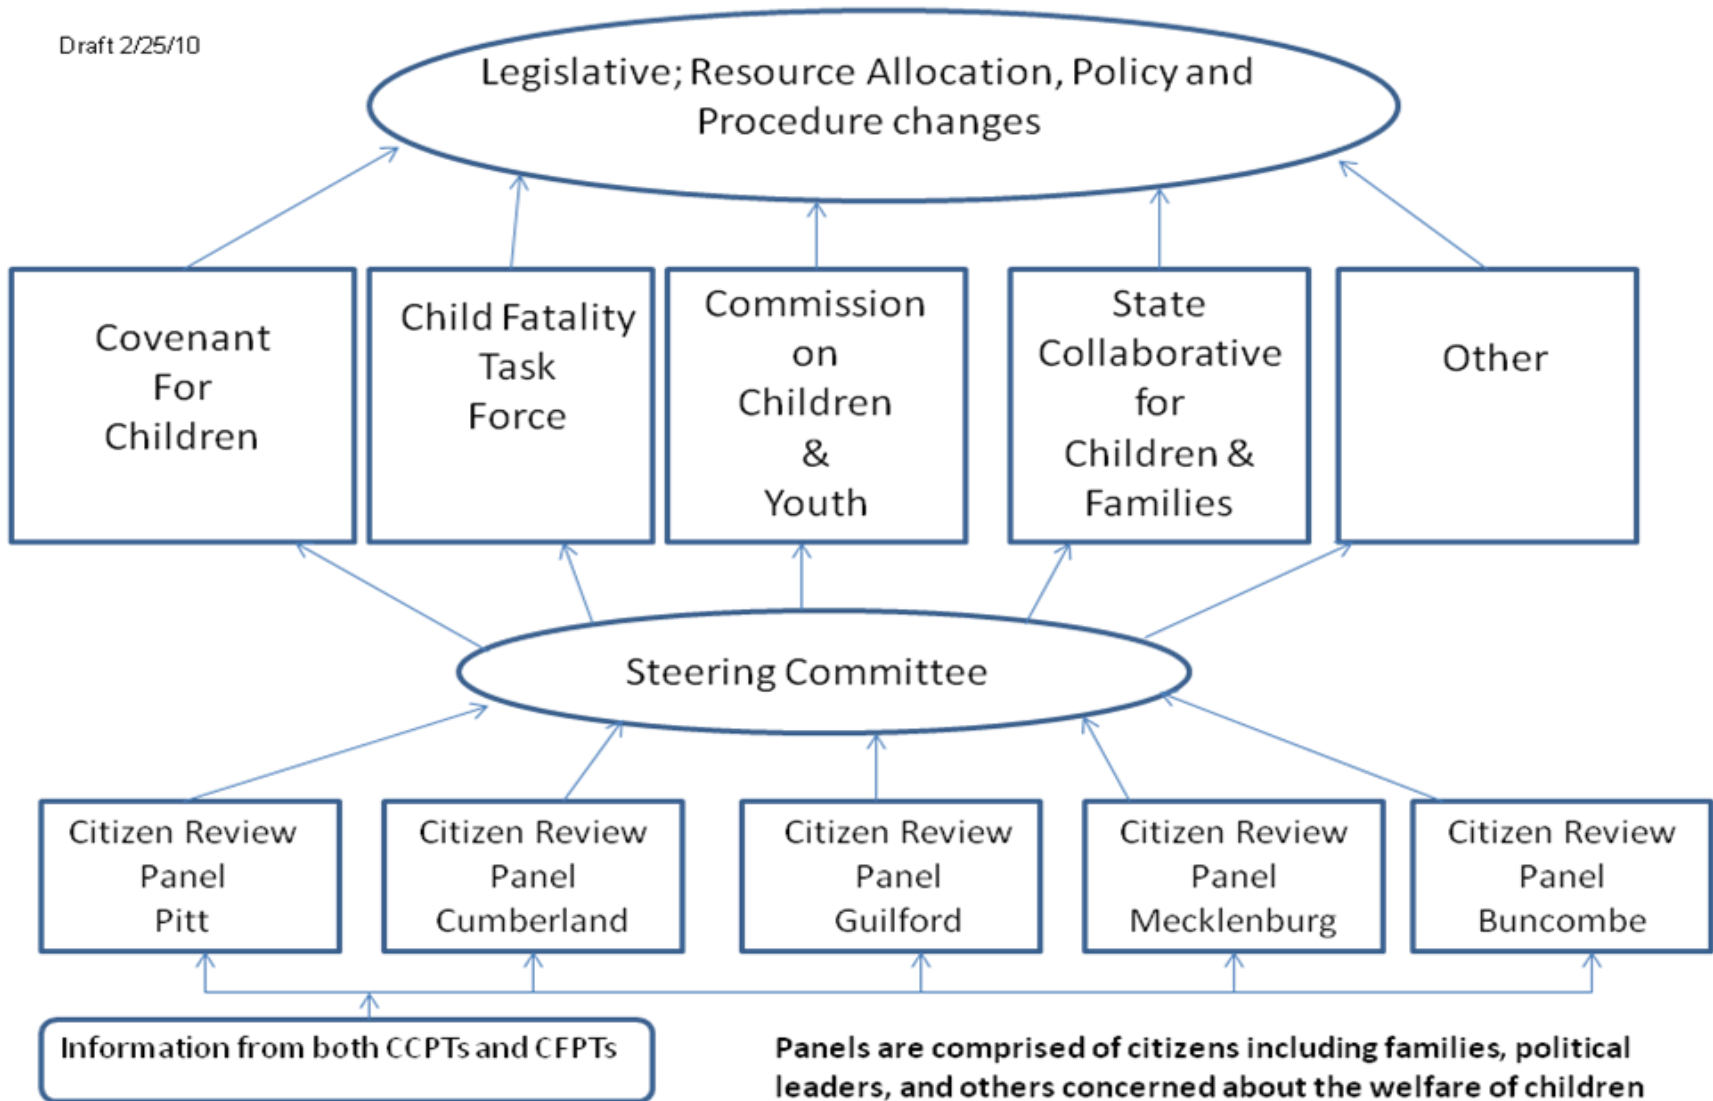 Draft 2/25/10
Legislative; Resource Allocation, Policy and
Procedure changes
Covenant
For
Children
Child Fatality
Task
Force
Commission
on
Children
&
Youth
State
Collaborative
for
Children &
Families
Other
Steering Committee
Citizen Review
Panel
Pitt
Citizen Review
Panel
Cumberland
Citizen Review
Panel
Guilford
Citizen Review
Panel
Mecklenburg
Citizen Review
Panel
Buncombe
Information from both CCPTs and CFPTs
Panels are comprised of citizens including families, political
leaders, and others concerned about the welfare of children